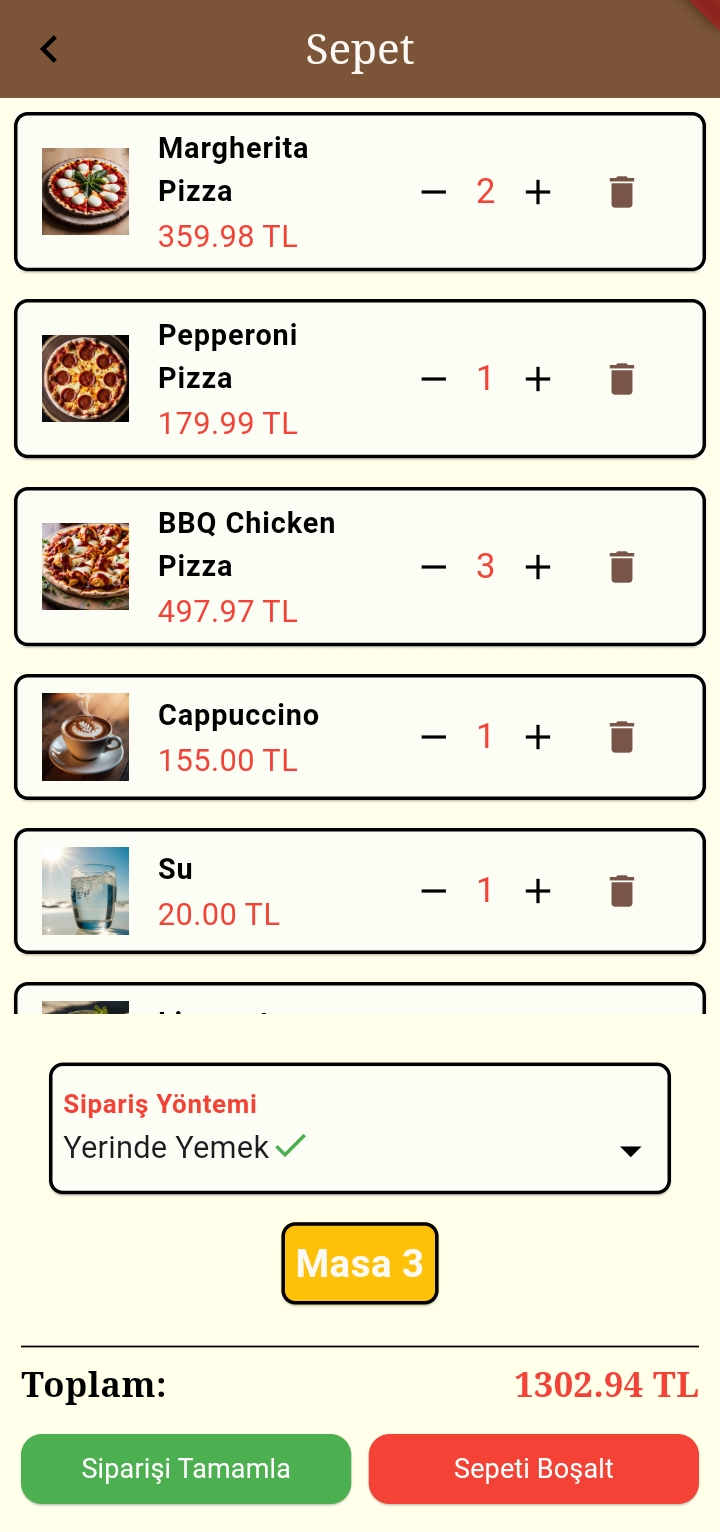 Sepet
Margherita
Pizza
359.98 TL
2
Pepperoni
Pizza
179.99 TL
1
BBQ Chicken
Pizza
497.97 TL
3
Cappuccino
155.00 TL
1
Su
20.00 TL
1
Sipariş Yöntemi
Yerinde Yemek
Masa 3
Toplam: 1302.94 TL
Siparişi Tamamla Sepeti Boşalt